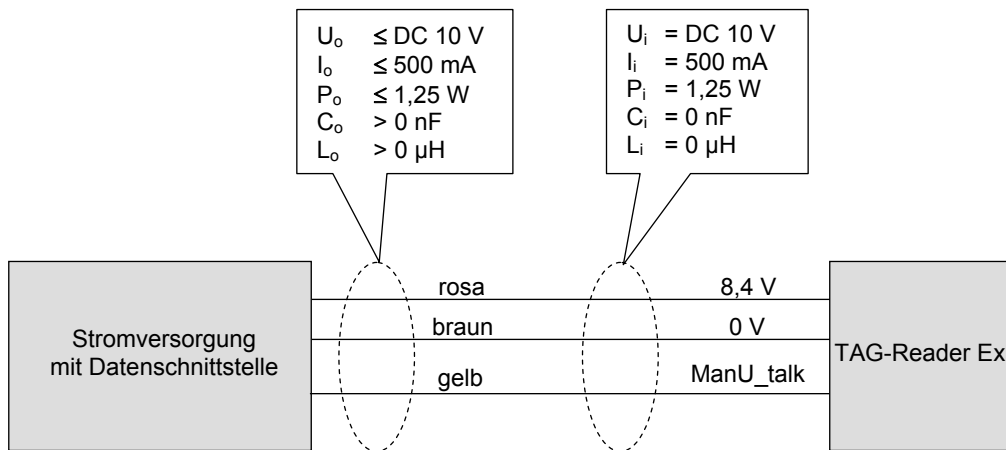 Uₒ ≤ DC 10 V
Iₒ ≤ 500 mA
Pₒ ≤ 1,25 W
Cₒ > 0 nF
Lₒ > 0 µH
Uᵢ = DC 10 V
Iᵢ = 500 mA
Pᵢ = 1,25 W
Cᵢ = 0 nF
Lᵢ = 0 µH
Stromversorgung
mit Datenschnittstelle
rosa
8,4 V
braun
0 V
gelb
ManU_talk
TAG-Reader Ex